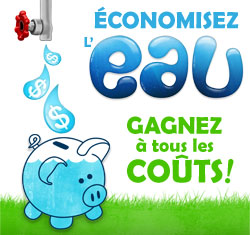 ÉCONOMISEZ
L'eau
GAGNEZ
à tous les
COÛTS!
$
$
$